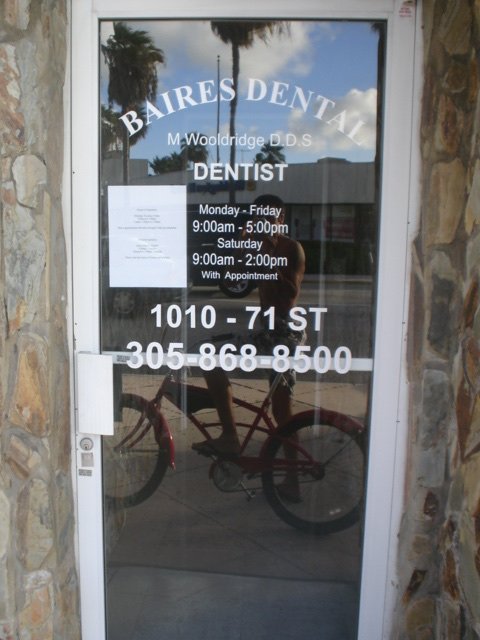 BAIRES DENTAL
M Wooldridge D.D.S
DENTIST
Monday - Friday
9:00am - 5:00pm
Saturday
9:00am - 2:00pm
With Appointment
1010 - 71 ST
305-868-8500